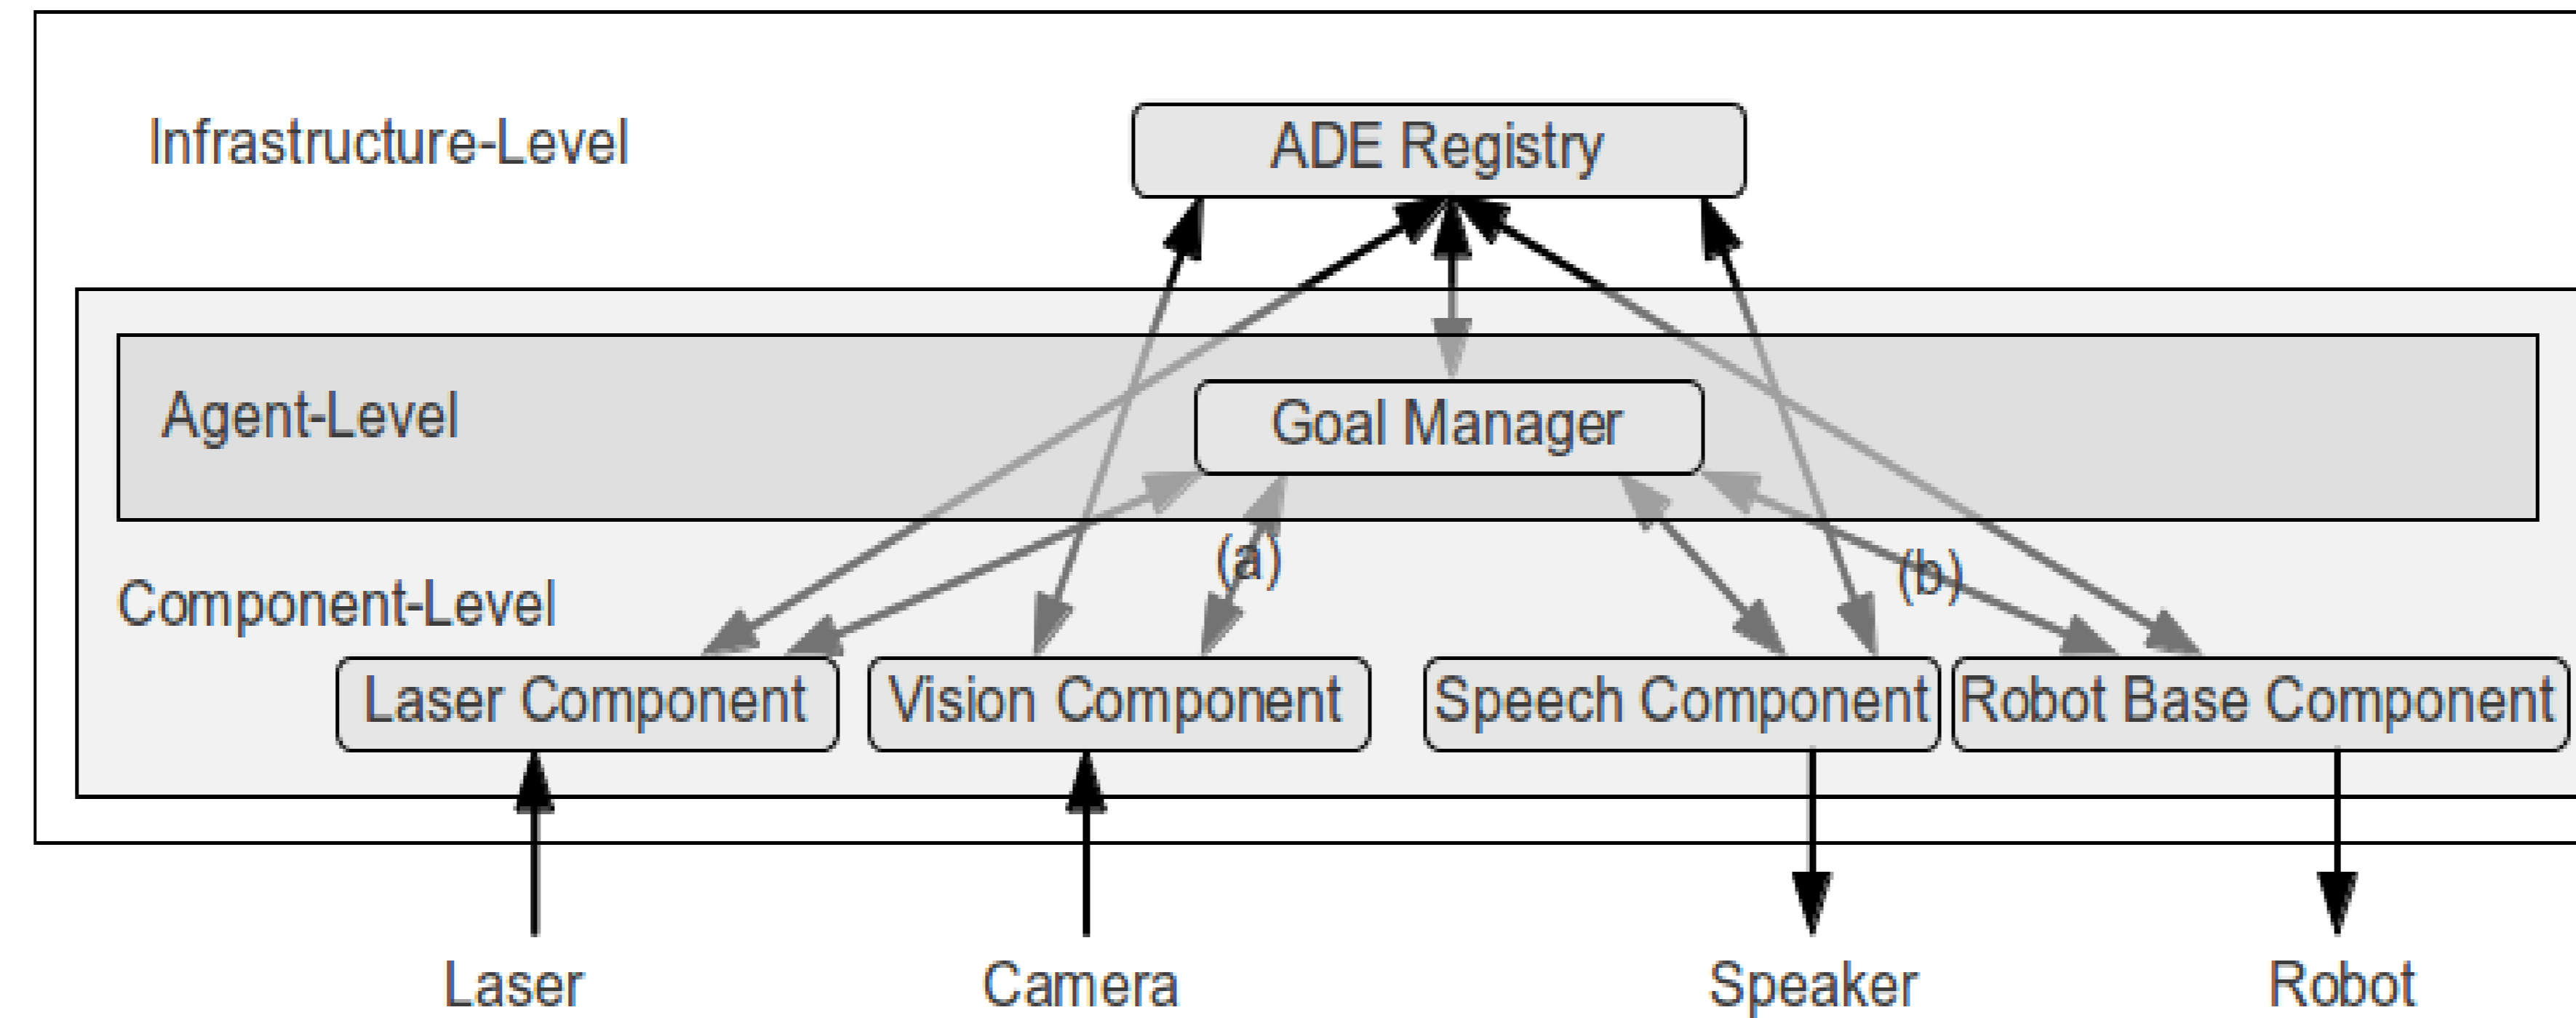 Infrastructure-Level
ADE Registry
Agent-Level
Goal Manager
(a)
(b)
Component-Level
Laser Component
Vision Component
Speech Component
Robot Base Component
Laser
Camera
Speaker
Robot